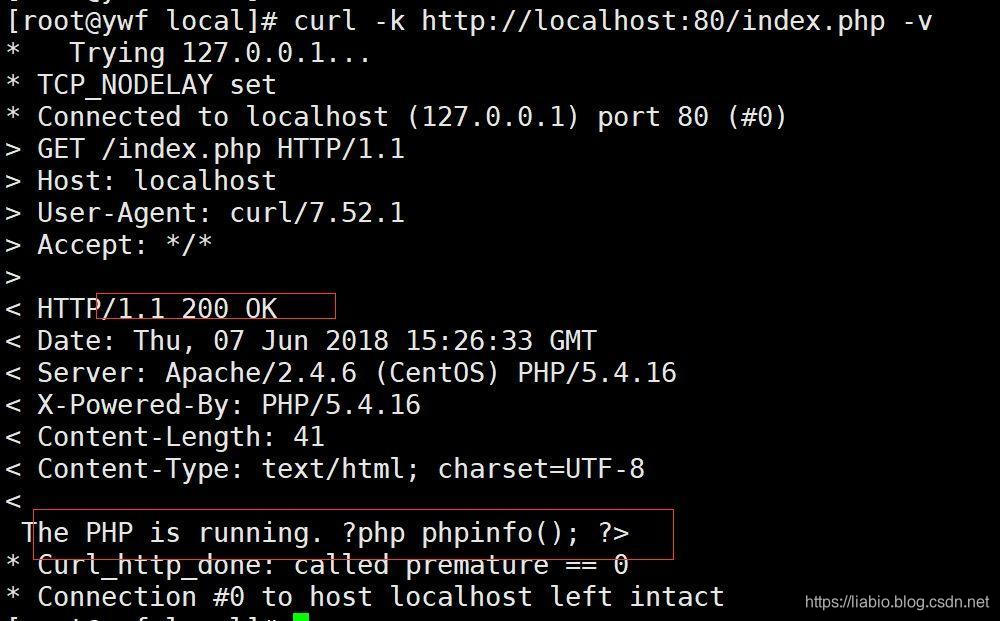 [root@ywf local]# curl -k http://localhost:80/index.php -v
*   Trying 127.0.0.1...
* TCP_NODELAY set
* Connected to localhost (127.0.0.1) port 80 (#0)
> GET /index.php HTTP/1.1
> Host: localhost
> User-Agent: curl/7.52.1
> Accept: */*
>
< HTTP/1.1 200 OK
< Date: Thu, 07 Jun 2018 15:26:33 GMT
< Server: Apache/2.4.6 (CentOS) PHP/5.4.16
< X-Powered-By: PHP/5.4.16
< Content-Length: 41
< Content-Type: text/html; charset=UTF-8
<
 The PHP is running. ?php phpinfo(); ?>
* Curl_http_done: called premature == 0
* Connection #0 to host localhost left intact
https://liabio.blog.csdn.net